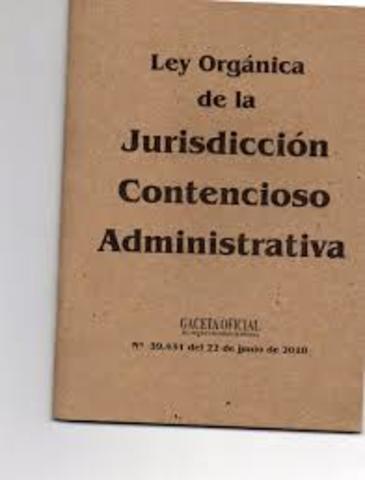 Ley Orgánica
de la
Jurisdicción
Contencioso
Administrativa
GACETA OFICIAL
Nº 39.451 del 22 de junio de 2010